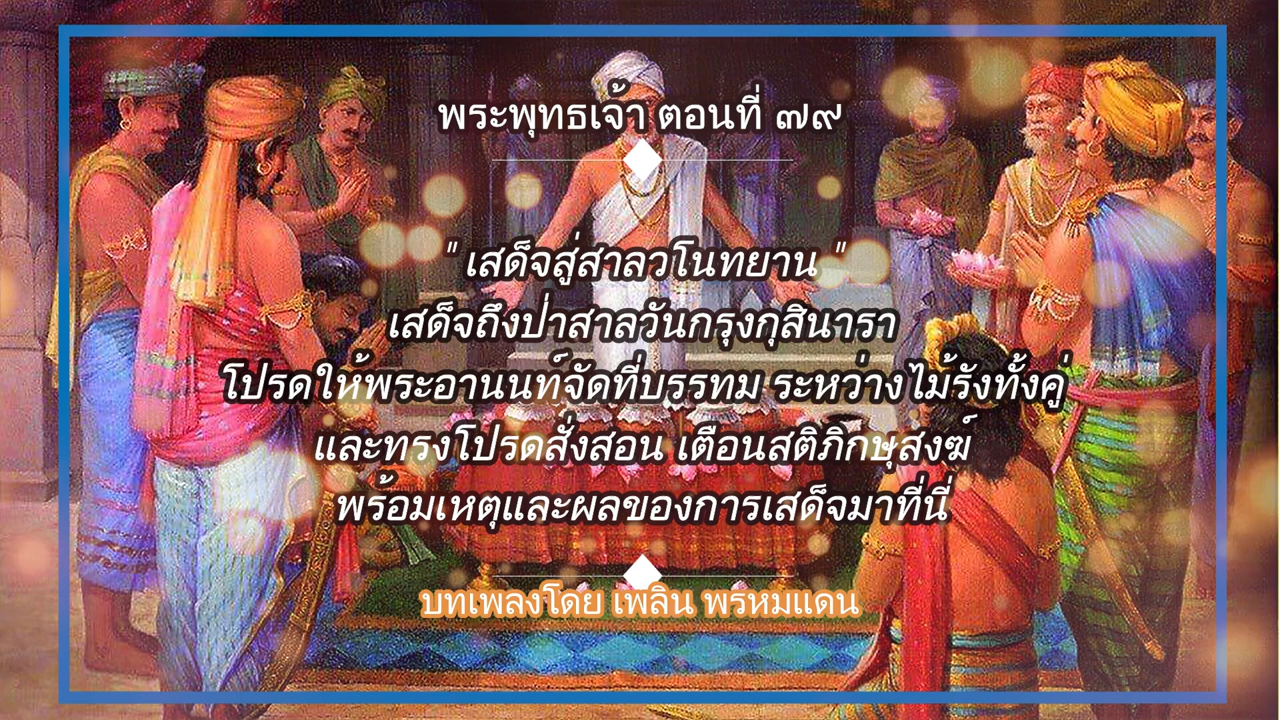 พระพุทธเจ้า ตอนที่ ๗๙
" เสด็จสู่สาลวโนทยาน "
เสด็จถึงป่าสาลวันกรุงกุสินารา
โปรดให้พระอานนท์จัดที่บรรทม ระหว่างไม้รังทั้งคู่
และทรงโปรดสั่งสอน เตือนสติภิกษุสงฆ์
พร้อมเหตุและผลของการเสด็จมาที่นี่
บทเพลงโดย เพลิน พรหมแดน